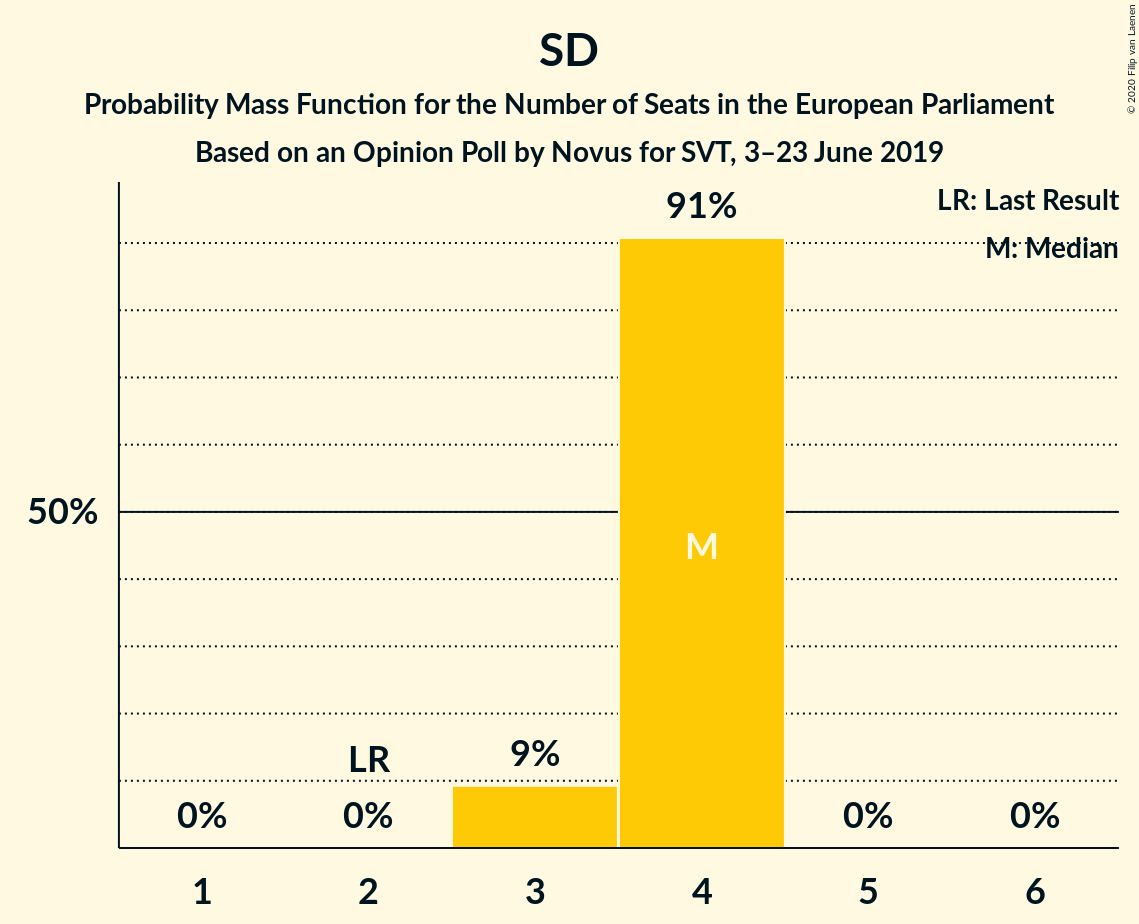 SD
Probability Mass Function for the Number of Seats in the European Parliament
Based on an Opinion Poll by Novus for SVT, 3–23 June 2019
© 2020 Filip van Laenen
LR: Last Result
M: Median
91%
50%
M
LR
9%
0%
0%
0%
0%
1
2
3
4
5
6